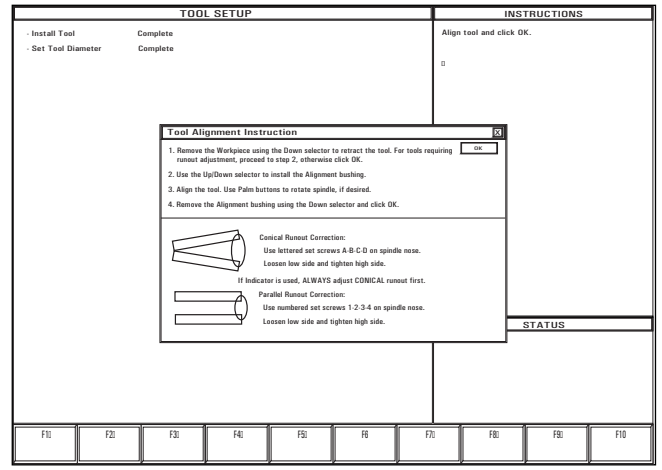 TOOL SETUP
INSTRUCTIONS
- Install Tool Complete
- Set Tool Diameter Complete
Align tool and click OK.
Tool Alignment Instruction X
1. Remove the Workpiece using the Down selector to retract the tool. For tools requiring
runout adjustment, proceed to step 2, otherwise click OK.
OK
2. Use the Up/Down selector to install the Alignment bushing.
3. Align the tool. Use Palm buttons to rotate spindle, if desired.
4. Remove the Alignment bushing using the Down selector and click OK.
Conical Runout Correction:
Use lettered set screws A-B-C-D on spindle nose.
Loosen low side and tighten high side.
If Indicator is used, ALWAYS adjust CONICAL runout first.
Parallel Runout Correction:
Use numbered set screws 1-2-3-4 on spindle nose.
Loosen low side and tighten high side.
STATUS
F1 F2 F3 F4 F5 F6 F7 F8 F9 F10